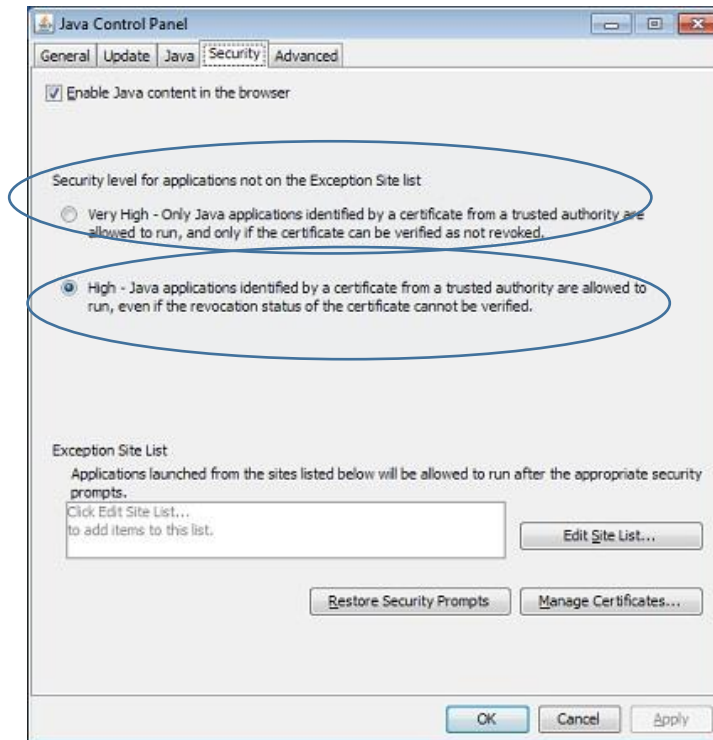 Java Control Panel
General Update Java Security Advanced
Enable Java content in the browser
Security level for applications not on the Exception Site list
Very High - Only Java applications identified by a certificate from a trusted authority are
allowed to run, and only if the certificate can be verified as not revoked.
High - Java applications identified by a certificate from a trusted authority are allowed to
run, even if the revocation status of the certificate cannot be verified.
Exception Site List
Applications launched from the sites listed below will be allowed to run after the appropriate security
prompts.
Click Edit Site List...
to add items to this list.
Edit Site List...
Restore Security Prompts Manage Certificates...
OK Cancel Apply